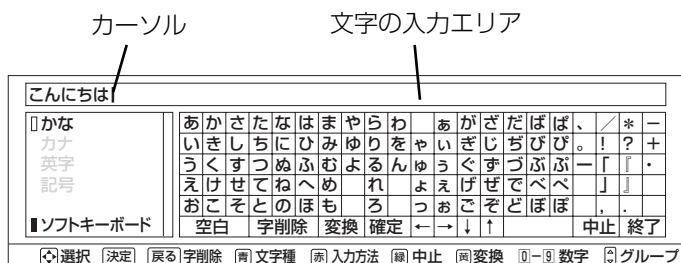 カーソル 文字の入力エリア
こんにちは
かな
カナ
英字
記号
ソフトキーボード
あ か さ た な は ま や ら わ ぁ が ざ だ ば ぱ 、 ／ ＊ －
い き し ち に ひ み ゆ り を ゃ ぃ ぎ じ ぢ び ぴ 。 ！ ？ ＋
う く す つ ぬ ふ む よ る ん ゅ ぅ ぐ ず づ ぶ ぷ ー 「 『 ・
え け せ て ね へ め れ ょ ぇ げ ぜ で べ ぺ 」 』
お こ そ と の ほ も ろ っ ぉ ご ぞ ど ぼ ぽ , .
空白 字削除 変換 確定 ← → ↓ ↑ 中止 終了
選択 決定 戻る 字削除 青 文字種 赤 入力方法 緑 中止 黄 変換 0－9 数字 グループ